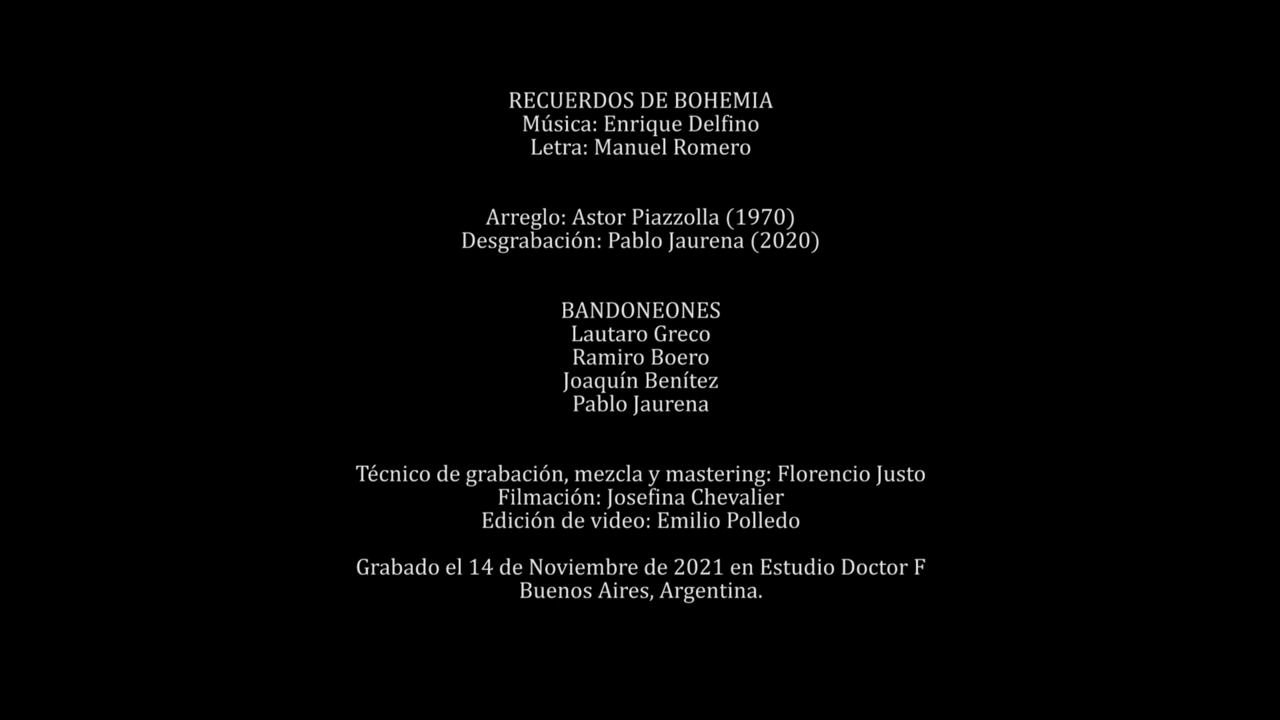 RECUERDOS DE BOHEMIA
Música: Enrique Delfino
Letra: Manuel Romero
Arreglo: Astor Piazzolla (1970)
Desgrabación: Pablo Jaurena (2020)
BANDONEONES
Lautaro Greco
Ramiro Boero
Joaquín Benítez
Pablo Jaurena
Técnico de grabación, mezcla y mastering: Florencio Justo
Filmación: Josefina Chevalier
Edición de video: Emilio Polledo
Grabado el 14 de Noviembre de 2021 en Estudio Doctor F
Buenos Aires, Argentina.